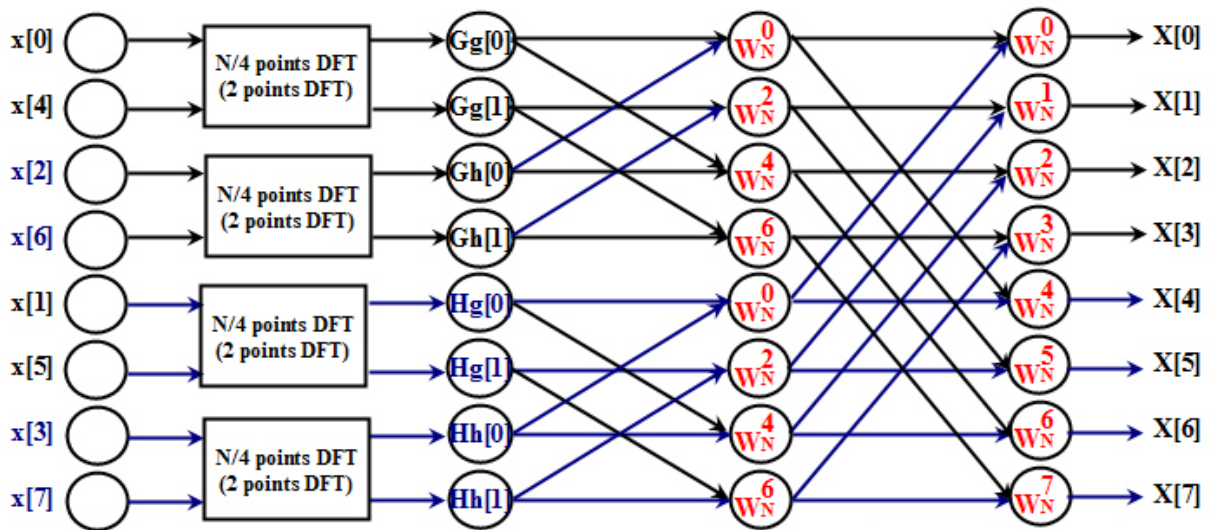 x[0] Gg[0] W_N^0 W_N^0 X[0]
N/4 points DFT
(2 points DFT)
x[4] Gg[1] W_N^2 W_N^1 X[1]
x[2] Gh[0] W_N^4 W_N^2 X[2]
N/4 points DFT
(2 points DFT)
x[6] Gh[1] W_N^6 W_N^3 X[3]
x[1] Hg[0] W_N^0 W_N^4 X[4]
N/4 points DFT
(2 points DFT)
x[5] Hg[1] W_N^2 W_N^5 X[5]
x[3] Hh[0] W_N^4 W_N^6 X[6]
N/4 points DFT
(2 points DFT)
x[7] Hh[1] W_N^6 W_N^7 X[7]